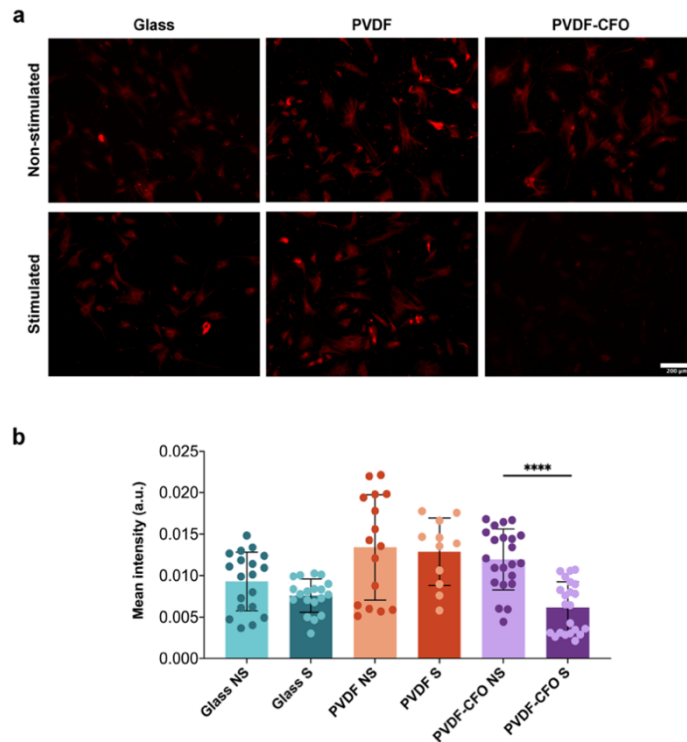 a
Glass PVDF PVDF-CFO
Non-stimulated
Stimulated
200 µm
b
Mean intensity (a.u.)
0.025
0.020
0.015
0.010
0.005
0.000
****
Glass NS
Glass S
PVDF NS
PVDF S
PVDF-CFO NS
PVDF-CFO S